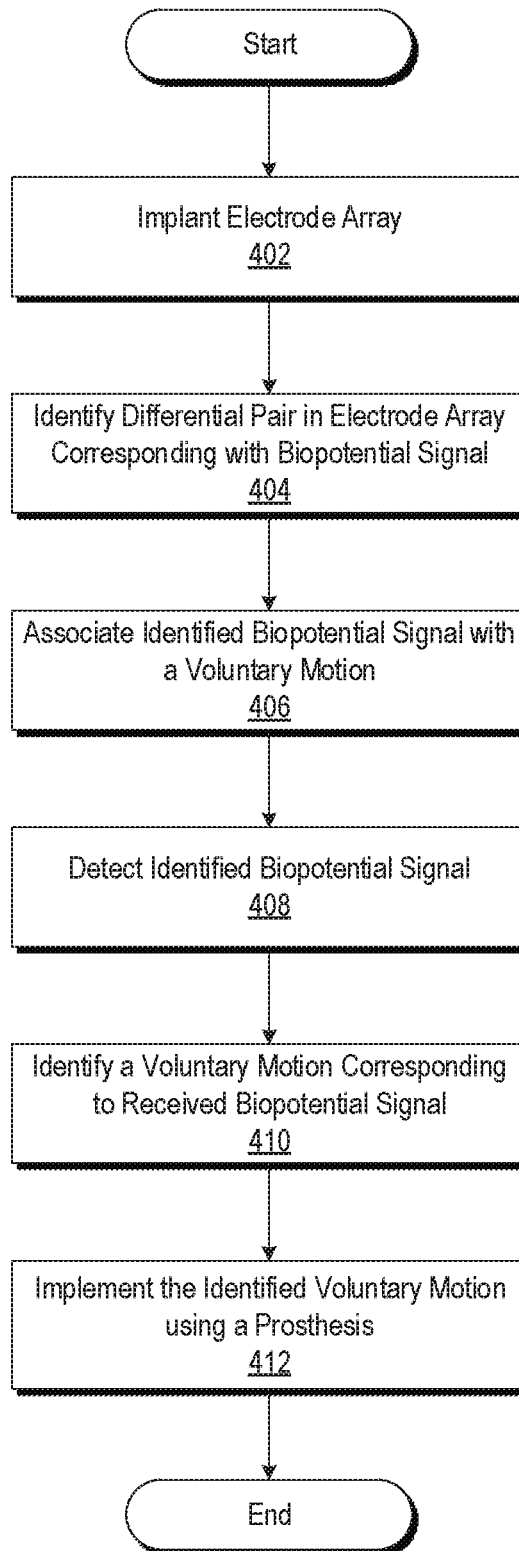 Start
Implant Electrode Array
402
Identify Differential Pair in Electrode Array
Corresponding with Biopotential Signal
404
Associate Identified Biopotential Signal with
a Voluntary Motion
406
Detect Identified Biopotential Signal
408
Identify a Voluntary Motion Corresponding
to Received Biopotential Signal
410
Implement the Identified Voluntary Motion
using a Prosthesis
412
End